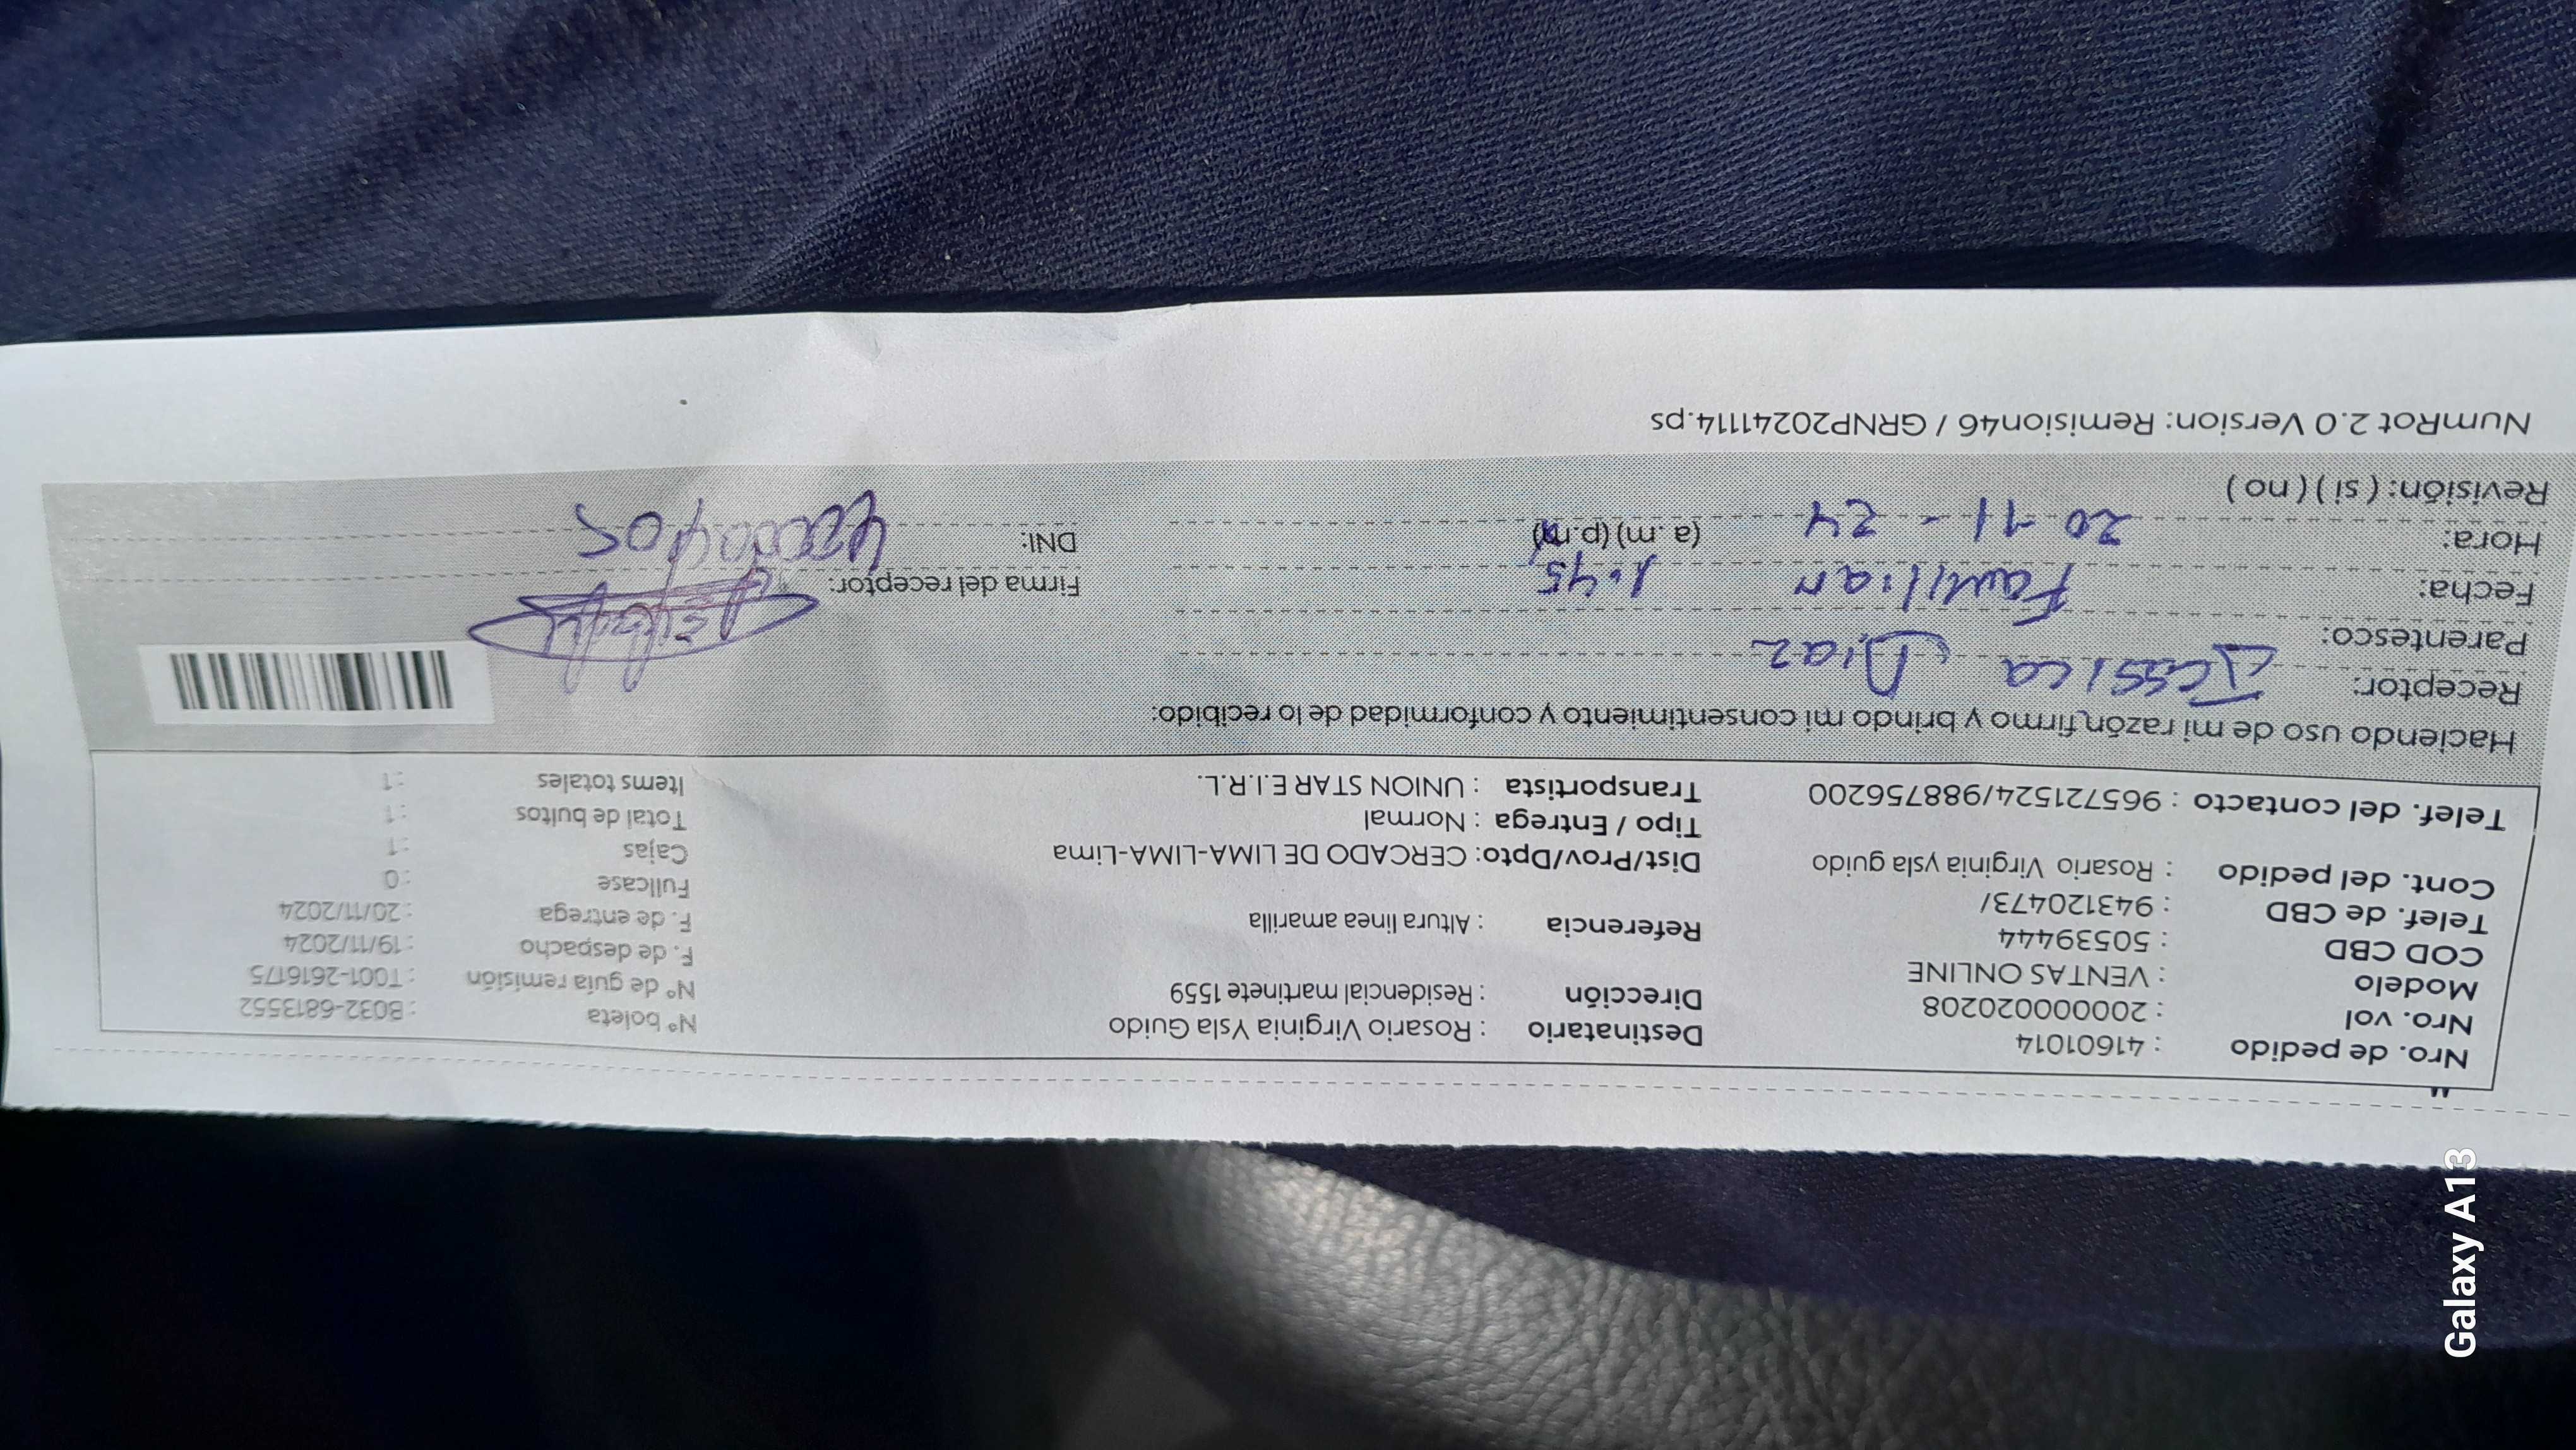 Nro. de pedido : 41601014
Nro. vol : 2000000020208
Modelo : VENTAS ONLINE
COD CBD : 50539444
Telef. de CBD : 943120473/
Cont. del pedido : Rosario Virginia ysla guido
Telef. del contacto : 965721524/988756200
Destinatario : Rosario Virginia Ysla Guido
Dirección : Residencial martinete 1559
Referencia : Altura linea amarilla
Dist/Prov/Dpto: CERCADO DE LIMA-LIMA-LIMA-Lima
Tipo / Entrega : Normal
Transportista : UNION STAR E.I.R.L.
N° boleta : B032-6813552
N° de guía remisión : T001-2616175
F. de despacho : 19/11/2024
F. de entrega : 20/11/2024
Fullcase : 0
Cajas : 1
Total de bultos : 1
Items totales : 1
Haciendo uso de mi razón,firmo y brindo mi consentimiento y conformidad de lo recibido:
Receptor: Jessica Diaz
Parentesco: Familiar
Fecha: 20-11-24
Hora: 1:45 (a.m) (p.m)
Revisión: ( si ) ( no )
Firma del receptor:
DNI:
NumRot 2.0 Version: Remision46 / GRNP20241114.ps
Galaxy A13